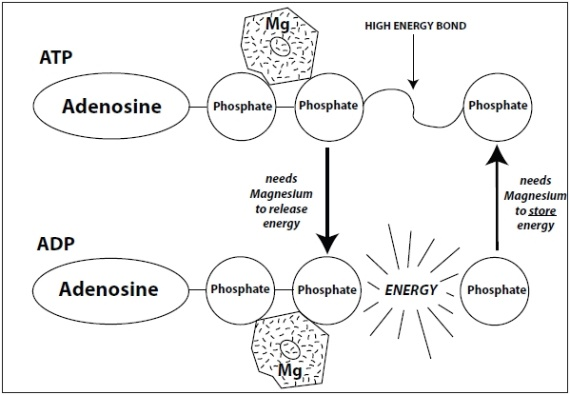 Mg
HIGH ENERGY BOND
ATP
Adenosine
Phosphate
Phosphate
Phosphate
needs
Magnesium
to release
energy
needs
Magnesium
to store
energy
ADP
Adenosine
Phosphate
Phosphate
ENERGY
Phosphate
Mg